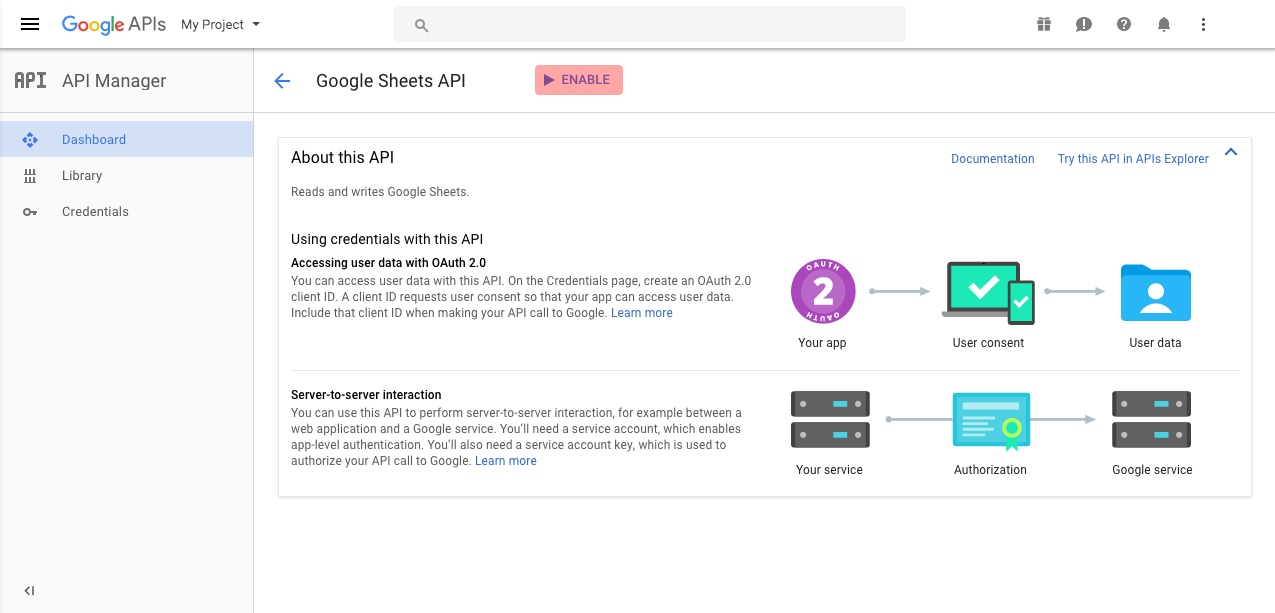 Google APIs My Project
API API Manager
Google Sheets API
ENABLE
Dashboard
Library
Credentials
About this API
Documentation Try this API in APIs Explorer
Reads and writes Google Sheets.
Using credentials with this API
Accessing user data with OAuth 2.0
You can access user data with this API. On the Credentials page, create an OAuth 2.0
client ID. A client ID requests user consent so that your app can access user data.
Include that client ID when making your API call to Google. Learn more
OAUTH
2
OAUTH
Your app
User consent
User data
Server-to-server interaction
You can use this API to perform server-to-server interaction, for example between a
web application and a Google service. You'll need a service account, which enables
app-level authentication. You'll also need a service account key, which is used to
authorize your API call to Google. Learn more
Your service
Authorization
Google service